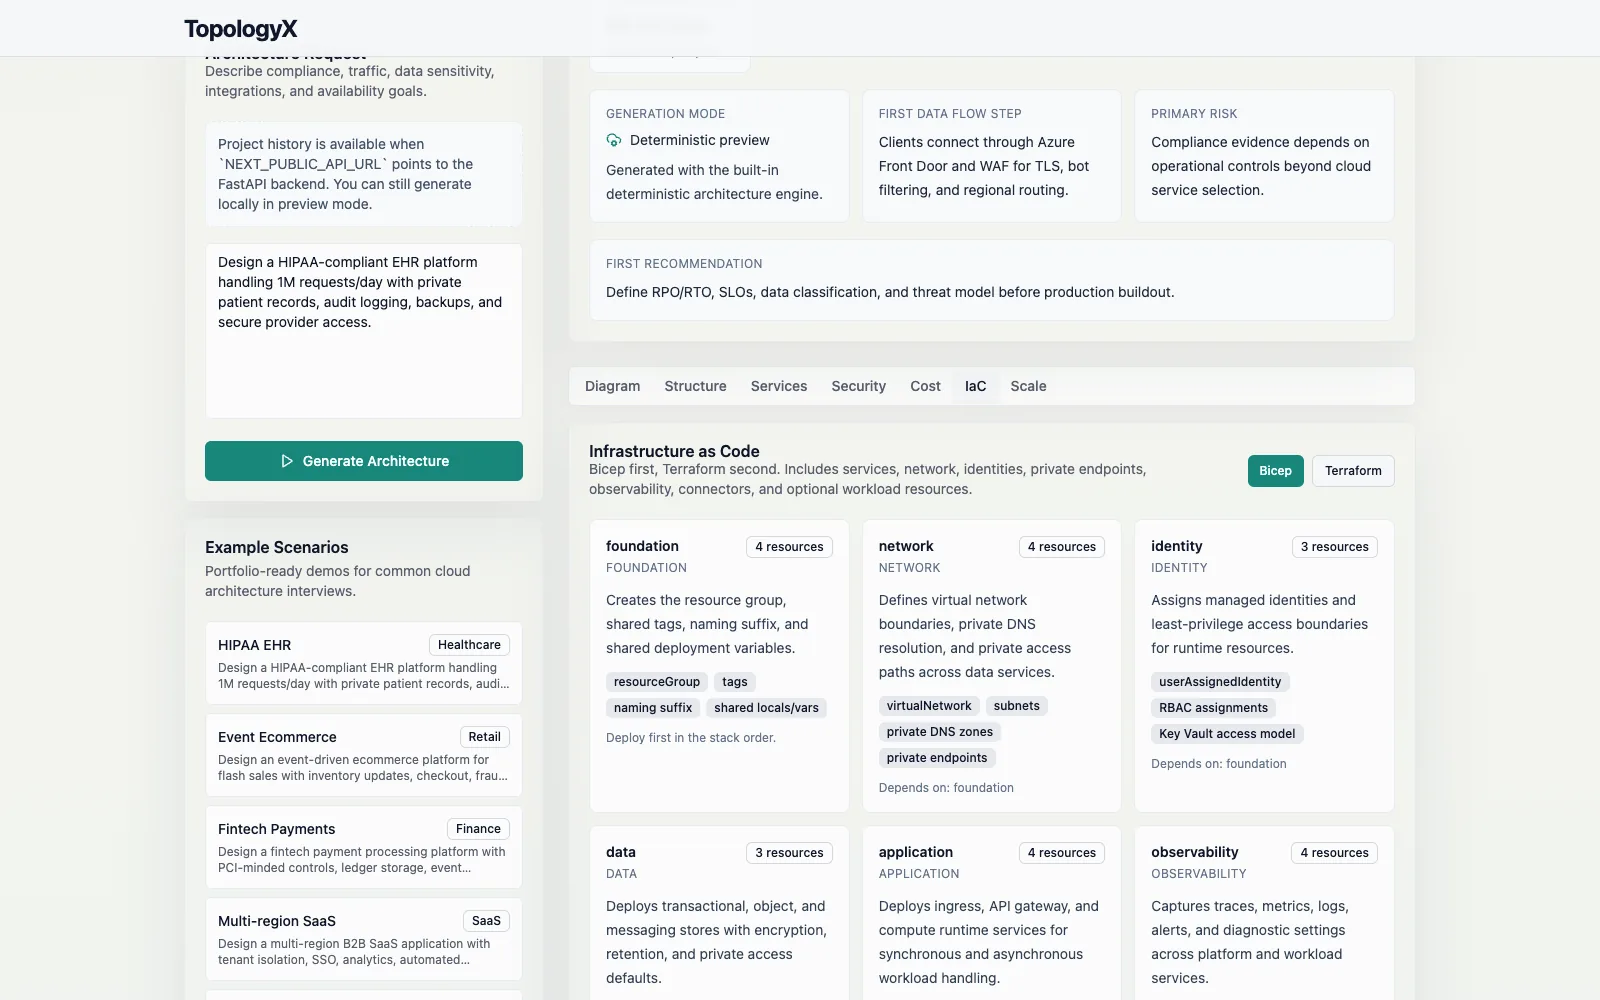 TopologyX
Architecture Request
Describe compliance, traffic, data sensitivity,
integrations, and availability goals.
Project history is available when
`NEXT_PUBLIC_API_URL` points to the
FastAPI backend. You can still generate
locally in preview mode.
Design a HIPAA-compliant EHR platform
handling 1M requests/day with private
patient records, audit logging, backups, and
secure provider access.
Generate Architecture
Example Scenarios
Portfolio-ready demos for common cloud
architecture interviews.
HIPAA EHR
Healthcare
Design a HIPAA-compliant EHR platform handling
1M requests/day with private patient records, audi...
Event Ecommerce
Retail
Design an event-driven ecommerce platform for
flash sales with inventory updates, checkout, frau...
Fintech Payments
Finance
Design a fintech payment processing platform with
PCI-minded controls, ledger storage, event...
Multi-region SaaS
SaaS
Design a multi-region B2B SaaS application with
tenant isolation, SSO, analytics, automated...
GENERATION MODE
Deterministic preview
Generated with the built-in
deterministic architecture engine.
FIRST DATA FLOW STEP
Clients connect through Azure
Front Door and WAF for TLS, bot
filtering, and regional routing.
PRIMARY RISK
Compliance evidence depends on
operational controls beyond cloud
service selection.
FIRST RECOMMENDATION
Define RPO/RTO, SLOs, data classification, and threat model before production buildout.
Diagram Structure Services Security Cost IaC Scale
Infrastructure as Code
Bicep first, Terraform second. Includes services, network, identities, private endpoints,
observability, connectors, and optional workload resources.
Bicep
Terraform
foundation
4 resources
FOUNDATION
Creates the resource group,
shared tags, naming suffix, and
shared deployment variables.
resourceGroup tags
naming suffix shared locals/vars
Deploy first in the stack order.
network
4 resources
NETWORK
Defines virtual network
boundaries, private DNS
resolution, and private access
paths across data services.
virtualNetwork subnets
private DNS zones
private endpoints
Depends on: foundation
identity
3 resources
IDENTITY
Assigns managed identities and
least-privilege access boundaries
for runtime resources.
userAssignedIdentity
RBAC assignments
Key Vault access model
Depends on: foundation
data
3 resources
DATA
Deploys transactional, object, and
messaging stores with encryption,
retention, and private access
defaults.
application
4 resources
APPLICATION
Deploys ingress, API gateway, and
compute runtime services for
synchronous and asynchronous
workload handling.
observability
4 resources
OBSERVABILITY
Captures traces, metrics, logs,
alerts, and diagnostic settings
across platform and workload
services.